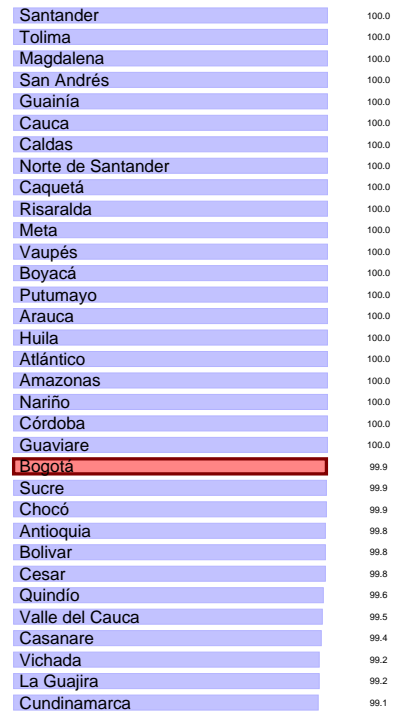 Santander 100.0
Tolima 100.0
Magdalena 100.0
San Andrés 100.0
Guainía 100.0
Cauca 100.0
Caldas 100.0
Norte de Santander 100.0
Caquetá 100.0
Risaralda 100.0
Meta 100.0
Vaupés 100.0
Boyacá 100.0
Putumayo 100.0
Arauca 100.0
Huila 100.0
Atlántico 100.0
Amazonas 100.0
Nariño 100.0
Córdoba 100.0
Guaviare 100.0
Bogotá 99.9
Sucre 99.9
Chocó 99.9
Antioquia 99.8
Bolivar 99.8
Cesar 99.8
Quindío 99.6
Valle del Cauca 99.5
Casanare 99.4
Vichada 99.2
La Guajira 99.2
Cundinamarca 99.1